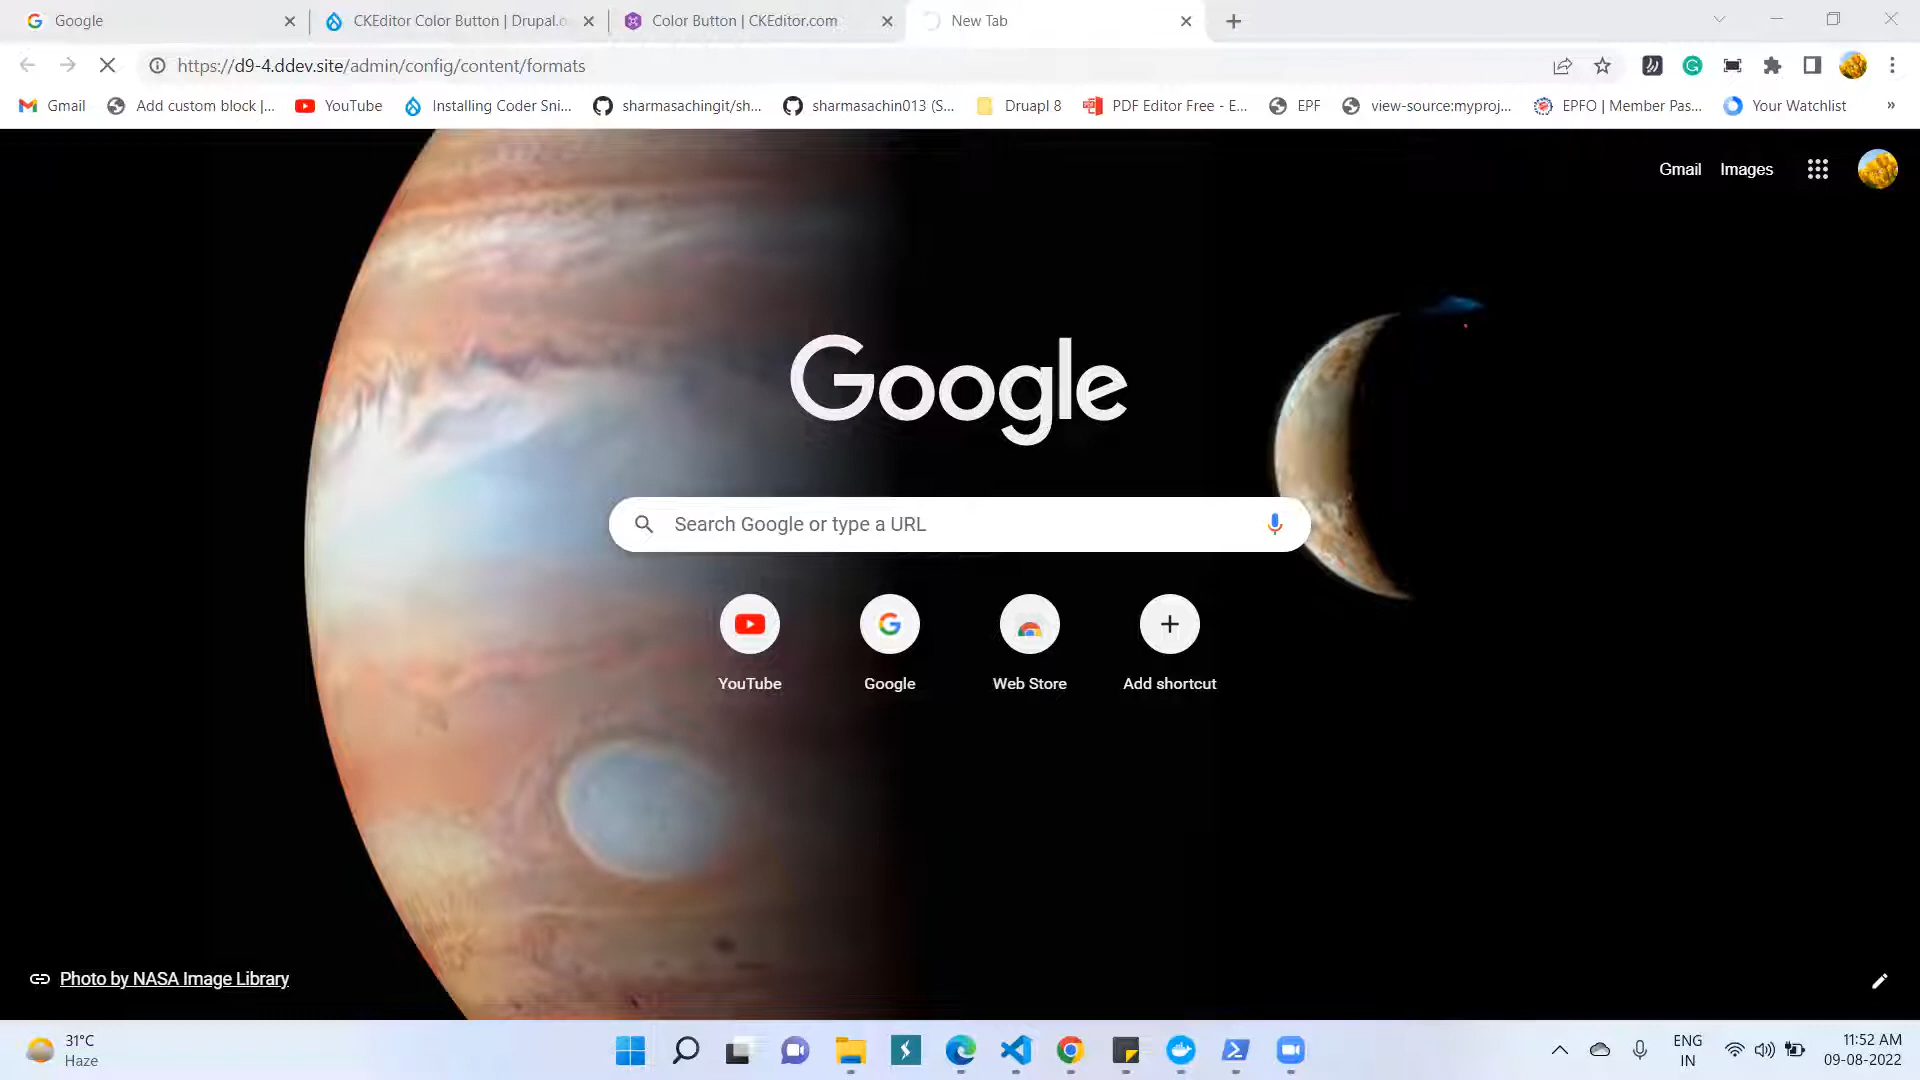 Google
CKEditor Color Button | Drupal.o
Color Button | CKEditor.com
New Tab
https://d9-4.ddev.site/admin/config/content/formats
Gmail
Add custom block |...
YouTube
Installing Coder Sni...
sharmasachingit/sh...
sharmasachin013 (S...
Druapl 8
PDF Editor Free - E...
EPF
view-source:myproj...
EPFO | Member Pas...
Your Watchlist
»
Gmail
Images
Google
Search Google or type a URL
YouTube
Google
Web Store
Add shortcut
Photo by NASA Image Library
31°C
Haze
ENG
IN
11:52 AM
09-08-2022